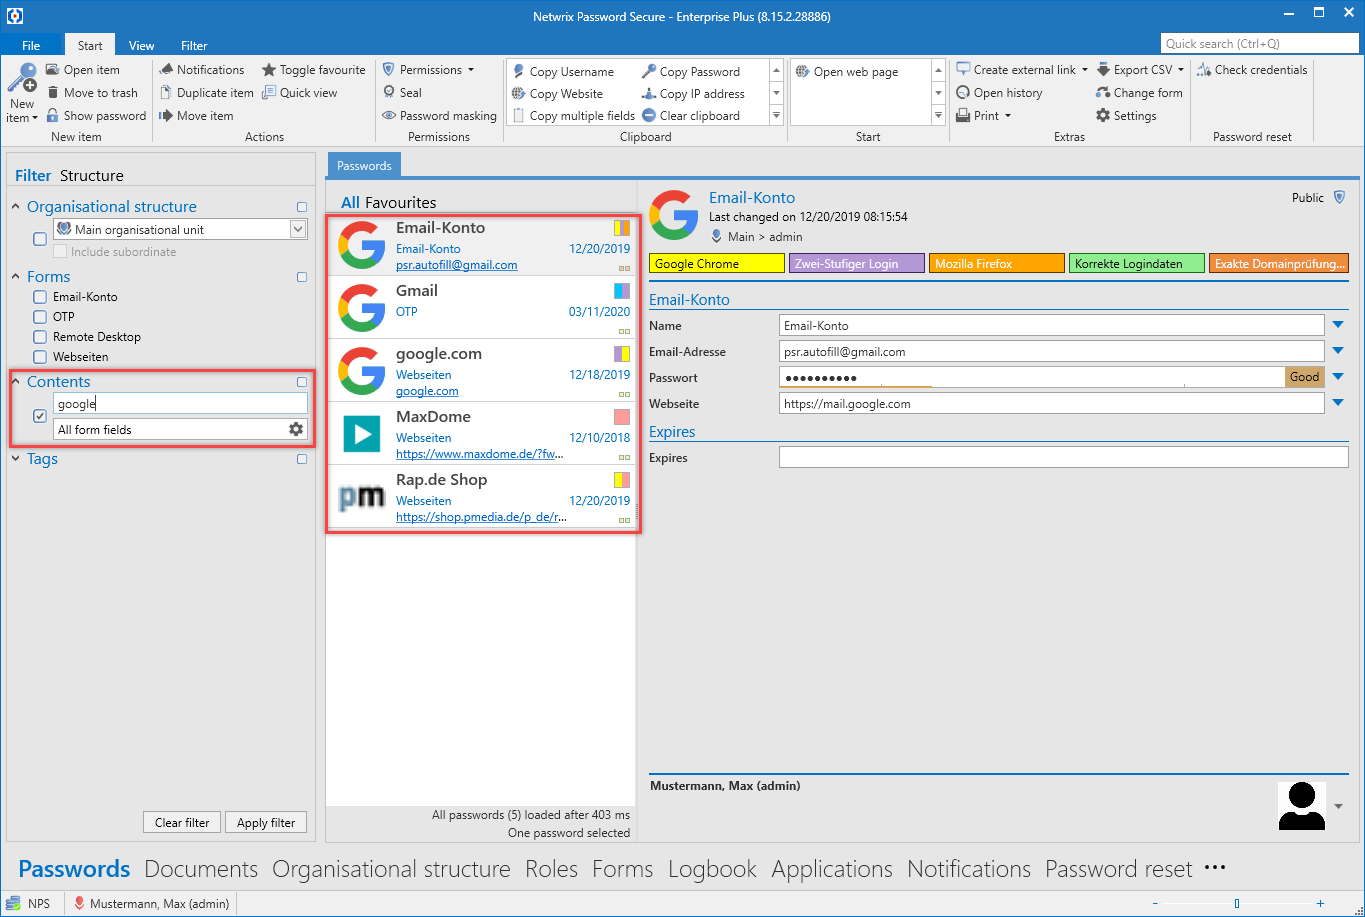 Netwrix Password Secure - Enterprise Plus (8.15.2.28886)
File Start View Filter
Quick search (Ctrl+Q)
New item
Open item
Move to trash
Show password
New item
Notifications
Duplicate item
Move item
Toggle favourite
Quick view
Actions
Permissions
Seal
Password masking
Permissions
Copy Username
Copy Website
Copy multiple fields
Copy Password
Copy IP address
Clear clipboard
Clipboard
Open web page
Start
Create external link
Open history
Print
Export CSV
Change form
Settings
Extras
Check credentials
Password reset
Filter Structure
Organisational structure
Main organisational unit
Include subordinate
Forms
Email-Konto
OTP
Remote Desktop
Webseiten
Contents
google
All form fields
Tags
Clear filter
Apply filter
Passwords
All Favourites
Email-Konto
Email-Konto 12/20/2019
psr.autofill@gmail.com
Gmail
OTP 03/11/2020
google.com
Webseiten 12/18/2019
google.com
MaxDome
Webseiten 12/10/2018
https://www.maxdome.de/?fw...
pm
Rap.de Shop
Webseiten 12/20/2019
https://shop.pmedia.de/p_de/r...
All passwords (5) loaded after 403 ms
One password selected
Email-Konto
Public
Last changed on 12/20/2019 08:15:54
Main > admin
Google Chrome
Zwei-Stufiger Login
Mozilla Firefox
Korrekte Logindaten
Exakte Domainprüfung...
Email-Konto
Name Email-Konto
Email-Adresse psr.autofill@gmail.com
Passwort ●●●●●●●●●● Good
Webseite https://mail.google.com
Expires
Expires
Mustermann, Max (admin)
Passwords Documents Organisational structure Roles Forms Logbook Applications Notifications Password reset ···
NPS Mustermann, Max (admin)
- +